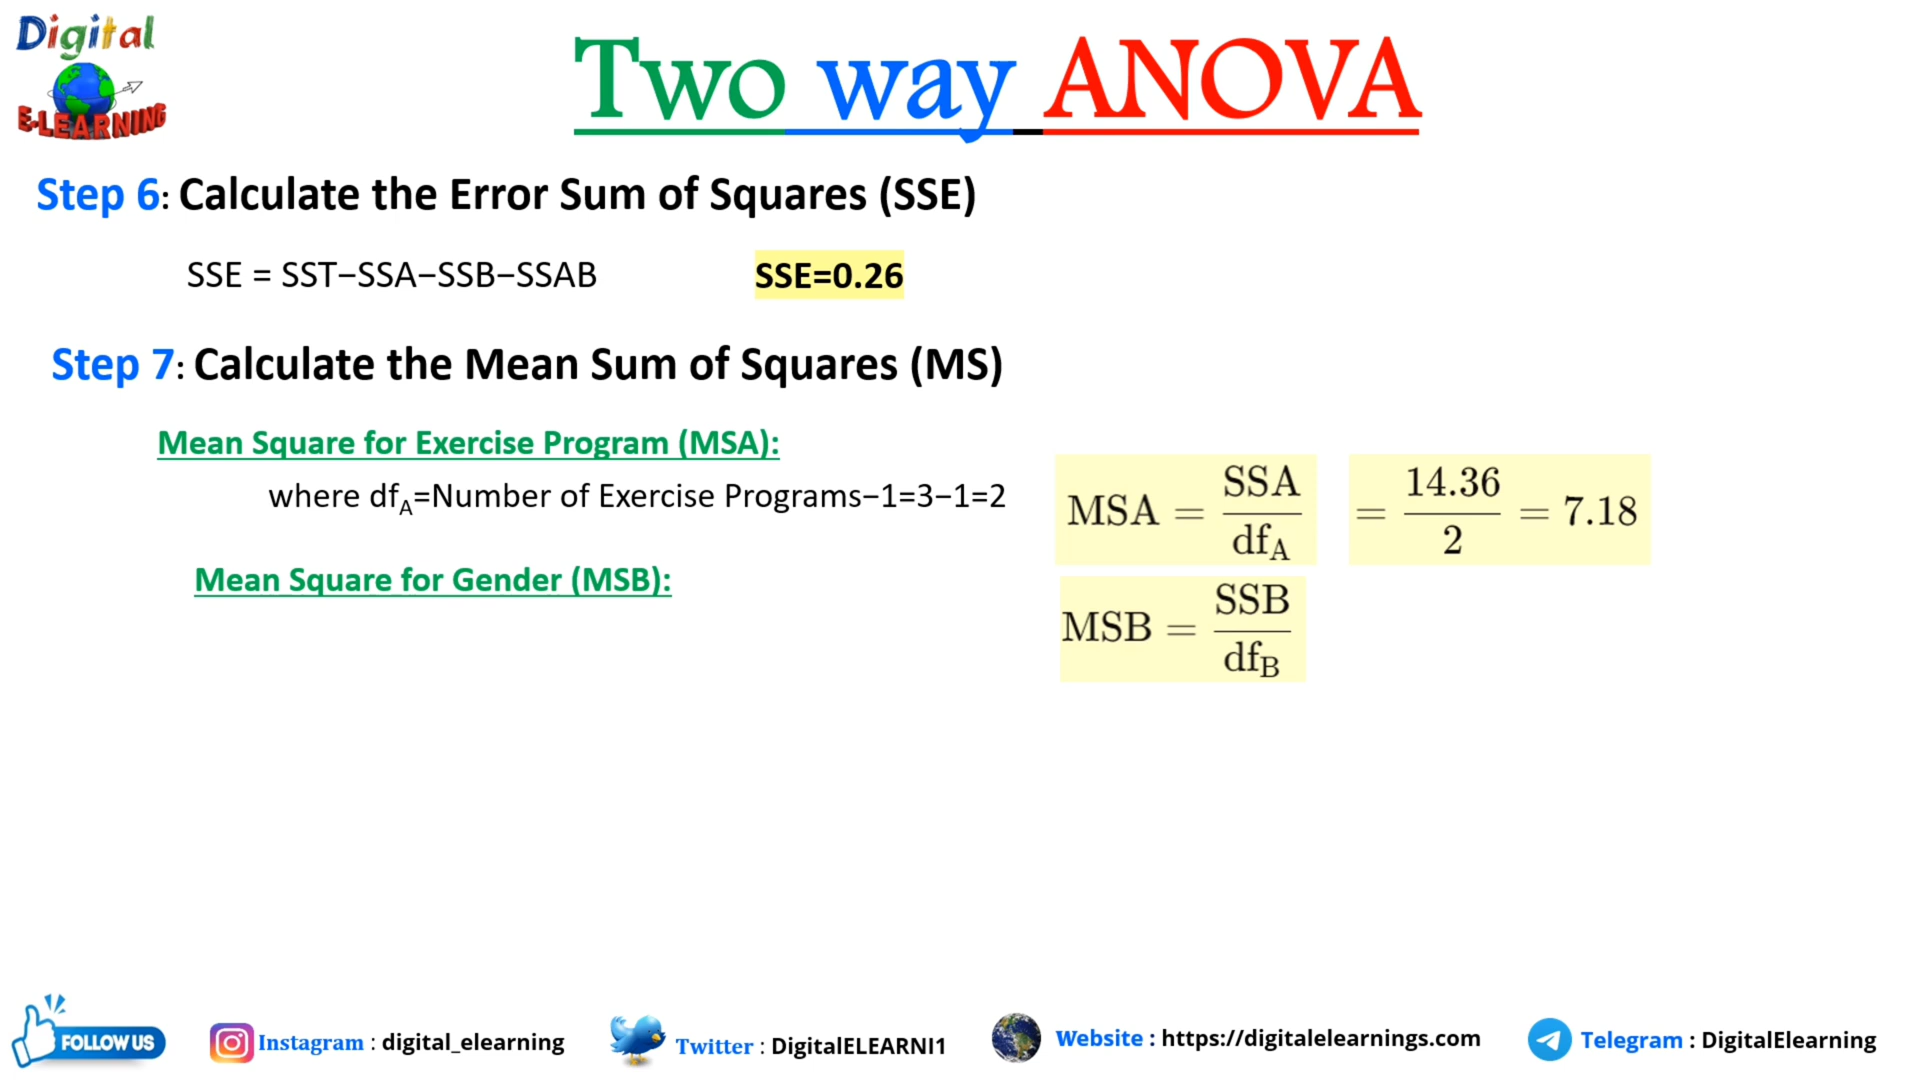 Digital
E-LEARNING
Two way ANOVA
Step 6: Calculate the Error Sum of Squares (SSE)
SSE = SST−SSA−SSB−SSAB SSE=0.26
Step 7: Calculate the Mean Sum of Squares (MS)
Mean Square for Exercise Program (MSA):
where df_A=Number of Exercise Programs−1=3−1=2
MSA = SSA/df_A = 14.36/2 = 7.18
Mean Square for Gender (MSB):
MSB = SSB/df_B
FOLLOW US
Instagram : digital_elearning
Twitter : DigitalELEARNI1
Website : https://digitalelearnings.com
Telegram : DigitalElearning